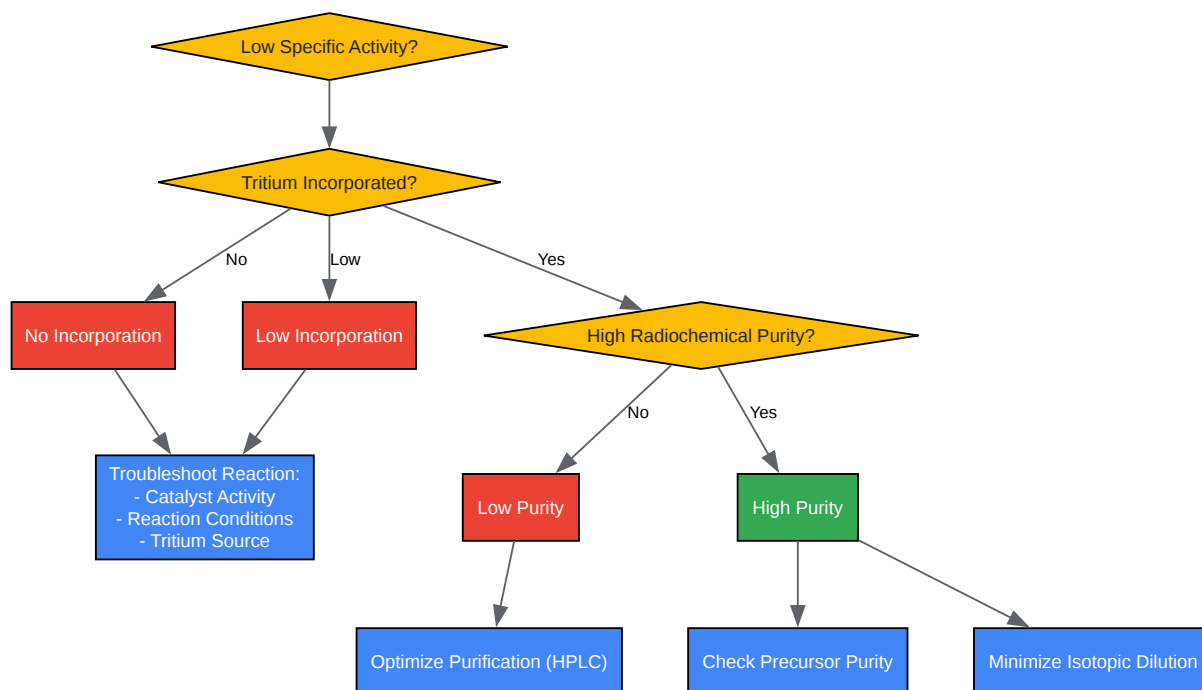 Low Specific Activity?
Tritium Incorporated?
No
Low
Yes
No Incorporation
Low Incorporation
High Radiochemical Purity?
No
Yes
Troubleshoot Reaction:
- Catalyst Activity
- Reaction Conditions
- Tritium Source
Low Purity
High Purity
Optimize Purification (HPLC)
Check Precursor Purity
Minimize Isotopic Dilution